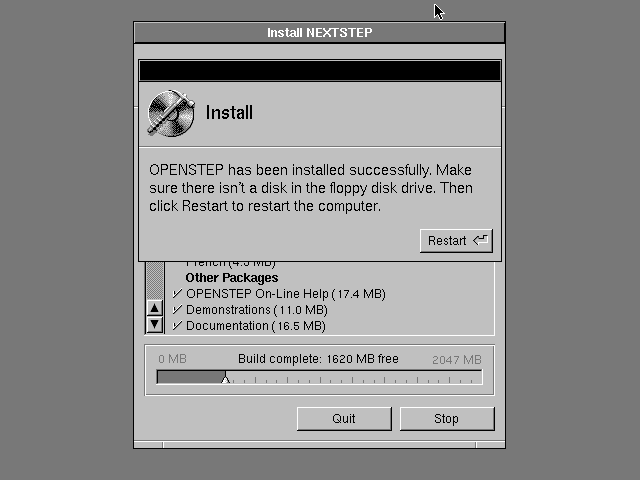 Install NEXTSTEP
Install
OPENSTEP has been installed successfully. Make
sure there isn't a disk in the floppy disk drive. Then
click Restart to restart the computer.
Restart
French (4.3 MB)
Other Packages
OPENSTEP On-Line Help (17.4 MB)
Demonstrations (11.0 MB)
Documentation (16.5 MB)
0 MB Build complete: 1620 MB free 2047 MB
Quit Stop